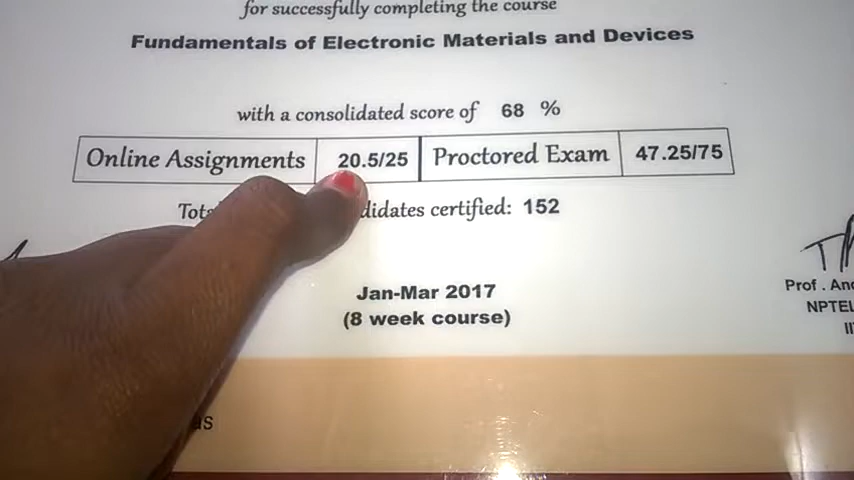 for successfully completing the course
Fundamentals of Electronic Materials and Devices
with a consolidated score of 68 %
Online Assignments 20.5/25 Proctored Exam 47.25/75
certified: 152
Jan-Mar 2017
(8 week course)
Prof .
NPTEL